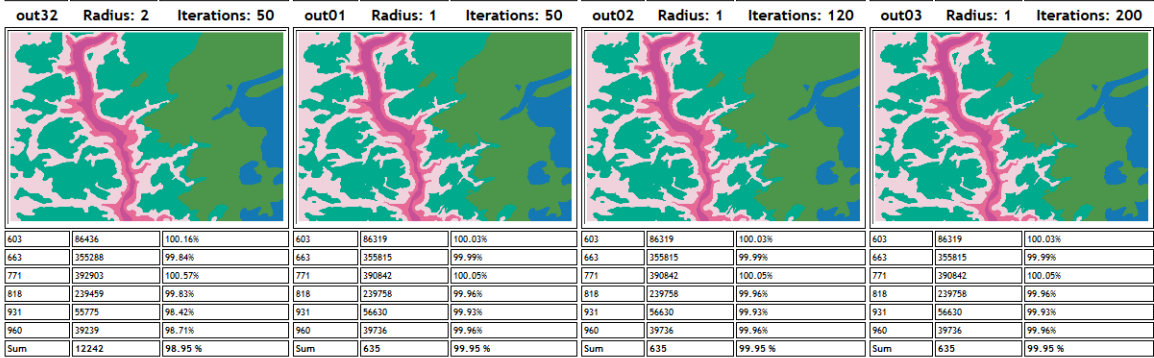 out32 Radius: 2 Iterations: 50
603 86436 100.16%
663 355288 99.84%
771 392903 100.57%
818 239459 99.83%
931 55775 98.42%
960 39239 98.71%
Sum 12242 98.95 %
out01 Radius: 1 Iterations: 50
603 86319 100.03%
663 355815 99.99%
771 390842 100.05%
818 239758 99.96%
931 56630 99.93%
960 39736 99.96%
Sum 635 99.95 %
out02 Radius: 1 Iterations: 120
603 86319 100.03%
663 355815 99.99%
771 390842 100.05%
818 239758 99.96%
931 56630 99.93%
960 39736 99.96%
Sum 635 99.95 %
out03 Radius: 1 Iterations: 200
603 86319 100.03%
663 355815 99.99%
771 390842 100.05%
818 239758 99.96%
931 56630 99.93%
960 39736 99.96%
Sum 635 99.95 %